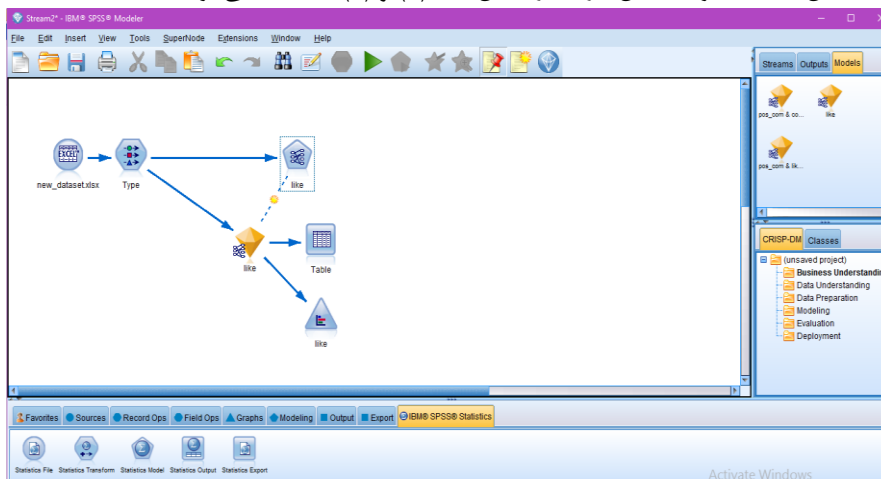 Stream2* - IBM® SPSS® Modeler
File Edit Insert View Tools SuperNode Extensions Window Help
Streams Outputs Models
pos_com & co... like
pos_com & lik...
EXCEL
new_dataset.xlsx Type like
like Table
like
CRISP-DM Classes
(unsaved project)
Business Understandin
Data Understanding
Data Preparation
Modeling
Evaluation
Deployment
Favorites Sources Record Ops Field Ops Graphs Modeling Output Export IBM® SPSS® Statistics
Statistics File Statistics Transform Statistics Model Statistics Output Statistics Export
Activate Windows